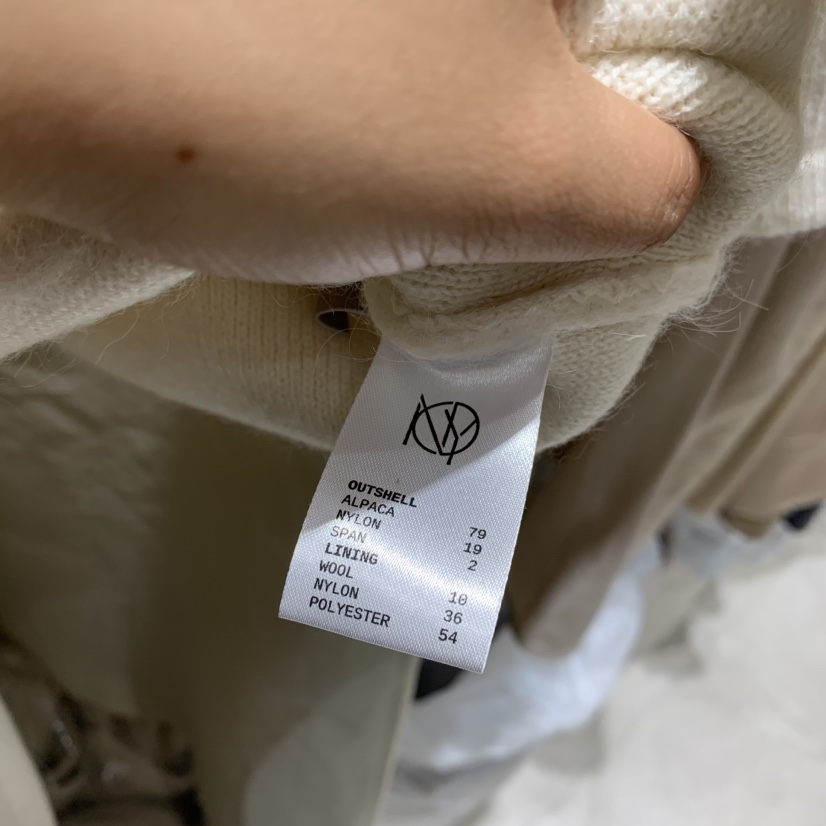 OUTSHELL
ALPACA 79
NYLON 19
SPAN 2
LINING
WOOL 10
NYLON 36
POLYESTER 54